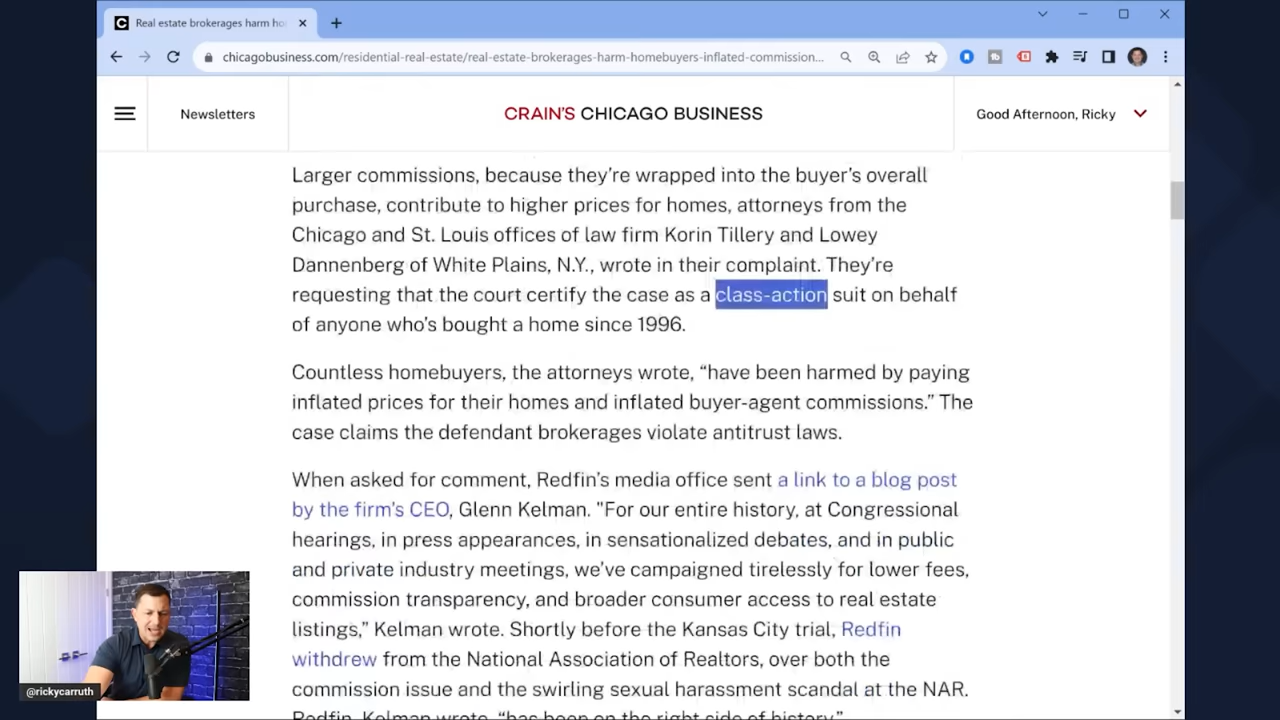 Real estate brokerages harm ho
chicagobusiness.com/residential-real-estate/real-estate-brokerages-harm-homebuyers-inflated-commission...
Newsletters
CRAIN'S CHICAGO BUSINESS
Good Afternoon, Ricky
Larger commissions, because they’re wrapped into the buyer’s overall
purchase, contribute to higher prices for homes, attorneys from the
Chicago and St. Louis offices of law firm Korin Tillery and Lowey
Dannenberg of White Plains, N.Y., wrote in their complaint. They’re
requesting that the court certify the case as a class-action suit on behalf
of anyone who’s bought a home since 1996.
Countless homebuyers, the attorneys wrote, “have been harmed by paying
inflated prices for their homes and inflated buyer-agent commissions.” The
case claims the defendant brokerages violate antitrust laws.
When asked for comment, Redfin’s media office sent a link to a blog post
by the firm’s CEO, Glenn Kelman. "For our entire history, at Congressional
hearings, in press appearances, in sensationalized debates, and in public
and private industry meetings, we’ve campaigned tirelessly for lower fees,
commission transparency, and broader consumer access to real estate
listings,” Kelman wrote. Shortly before the Kansas City trial, Redfin
withdrew from the National Association of Realtors, over both the
commission issue and the swirling sexual harassment scandal at the NAR.
Redfin, Kelman wrote, “has been on the right side of history.”
@rickycarruth